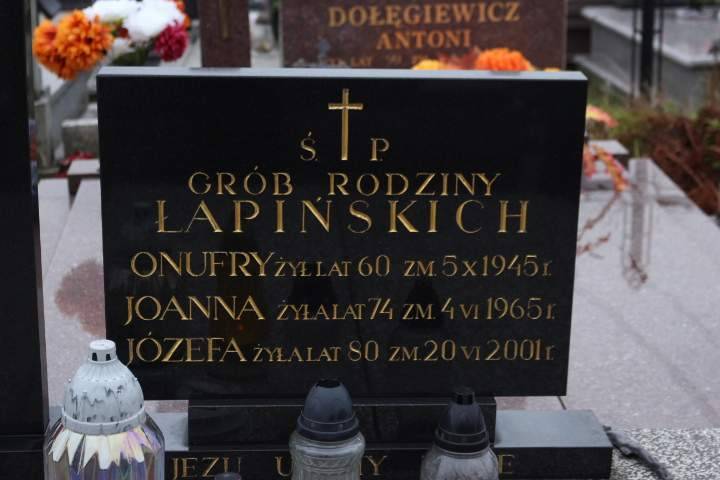 DOŁĘGIEWICZ
ANTONI
Ś. P.
GRÓB RODZINY
ŁAPIŃSKICH
ONUFRY ŻYŁ LAT 60 ZM. 5 X 1945 r.
JOANNA ŻYŁA LAT 74 ZM. 4 VI 1965 r.
JÓZEFA ŻYŁA LAT 80 ZM. 20 VI 2001 r.
JEZU